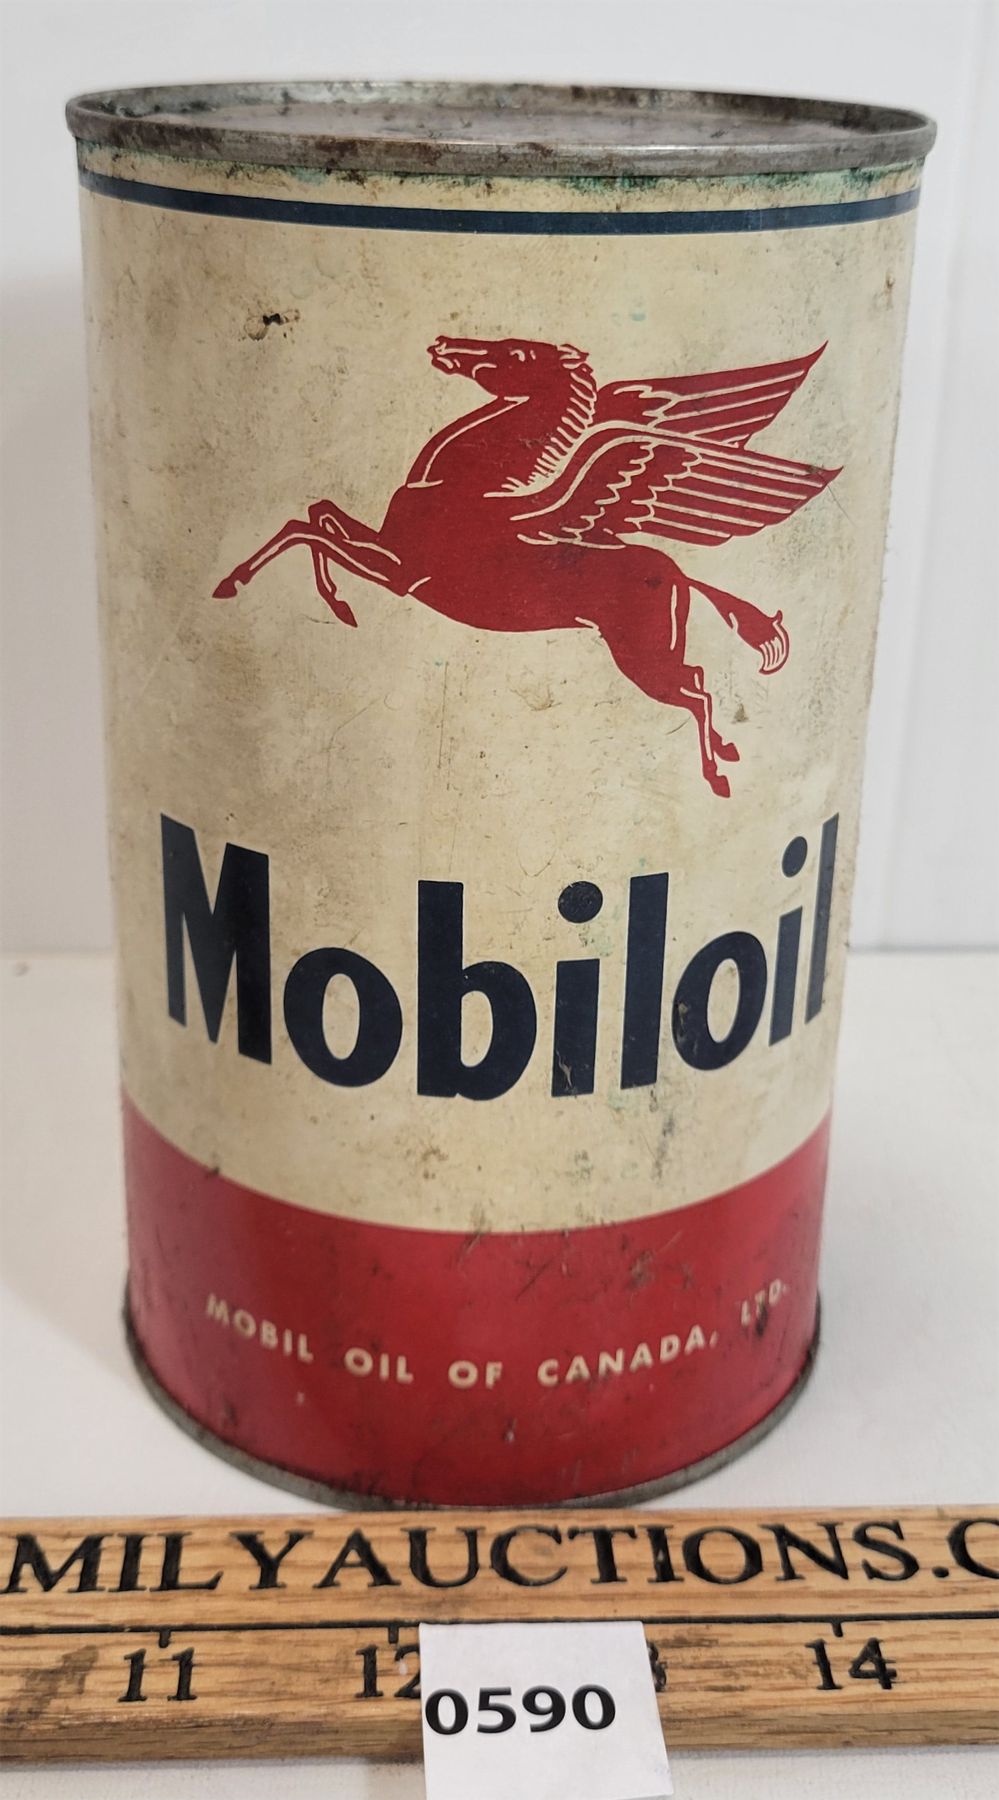 Mobiloil
MOBIL OIL OF CANADA, LTD.
MILYAUCTIONS.C
11 12 14
0590